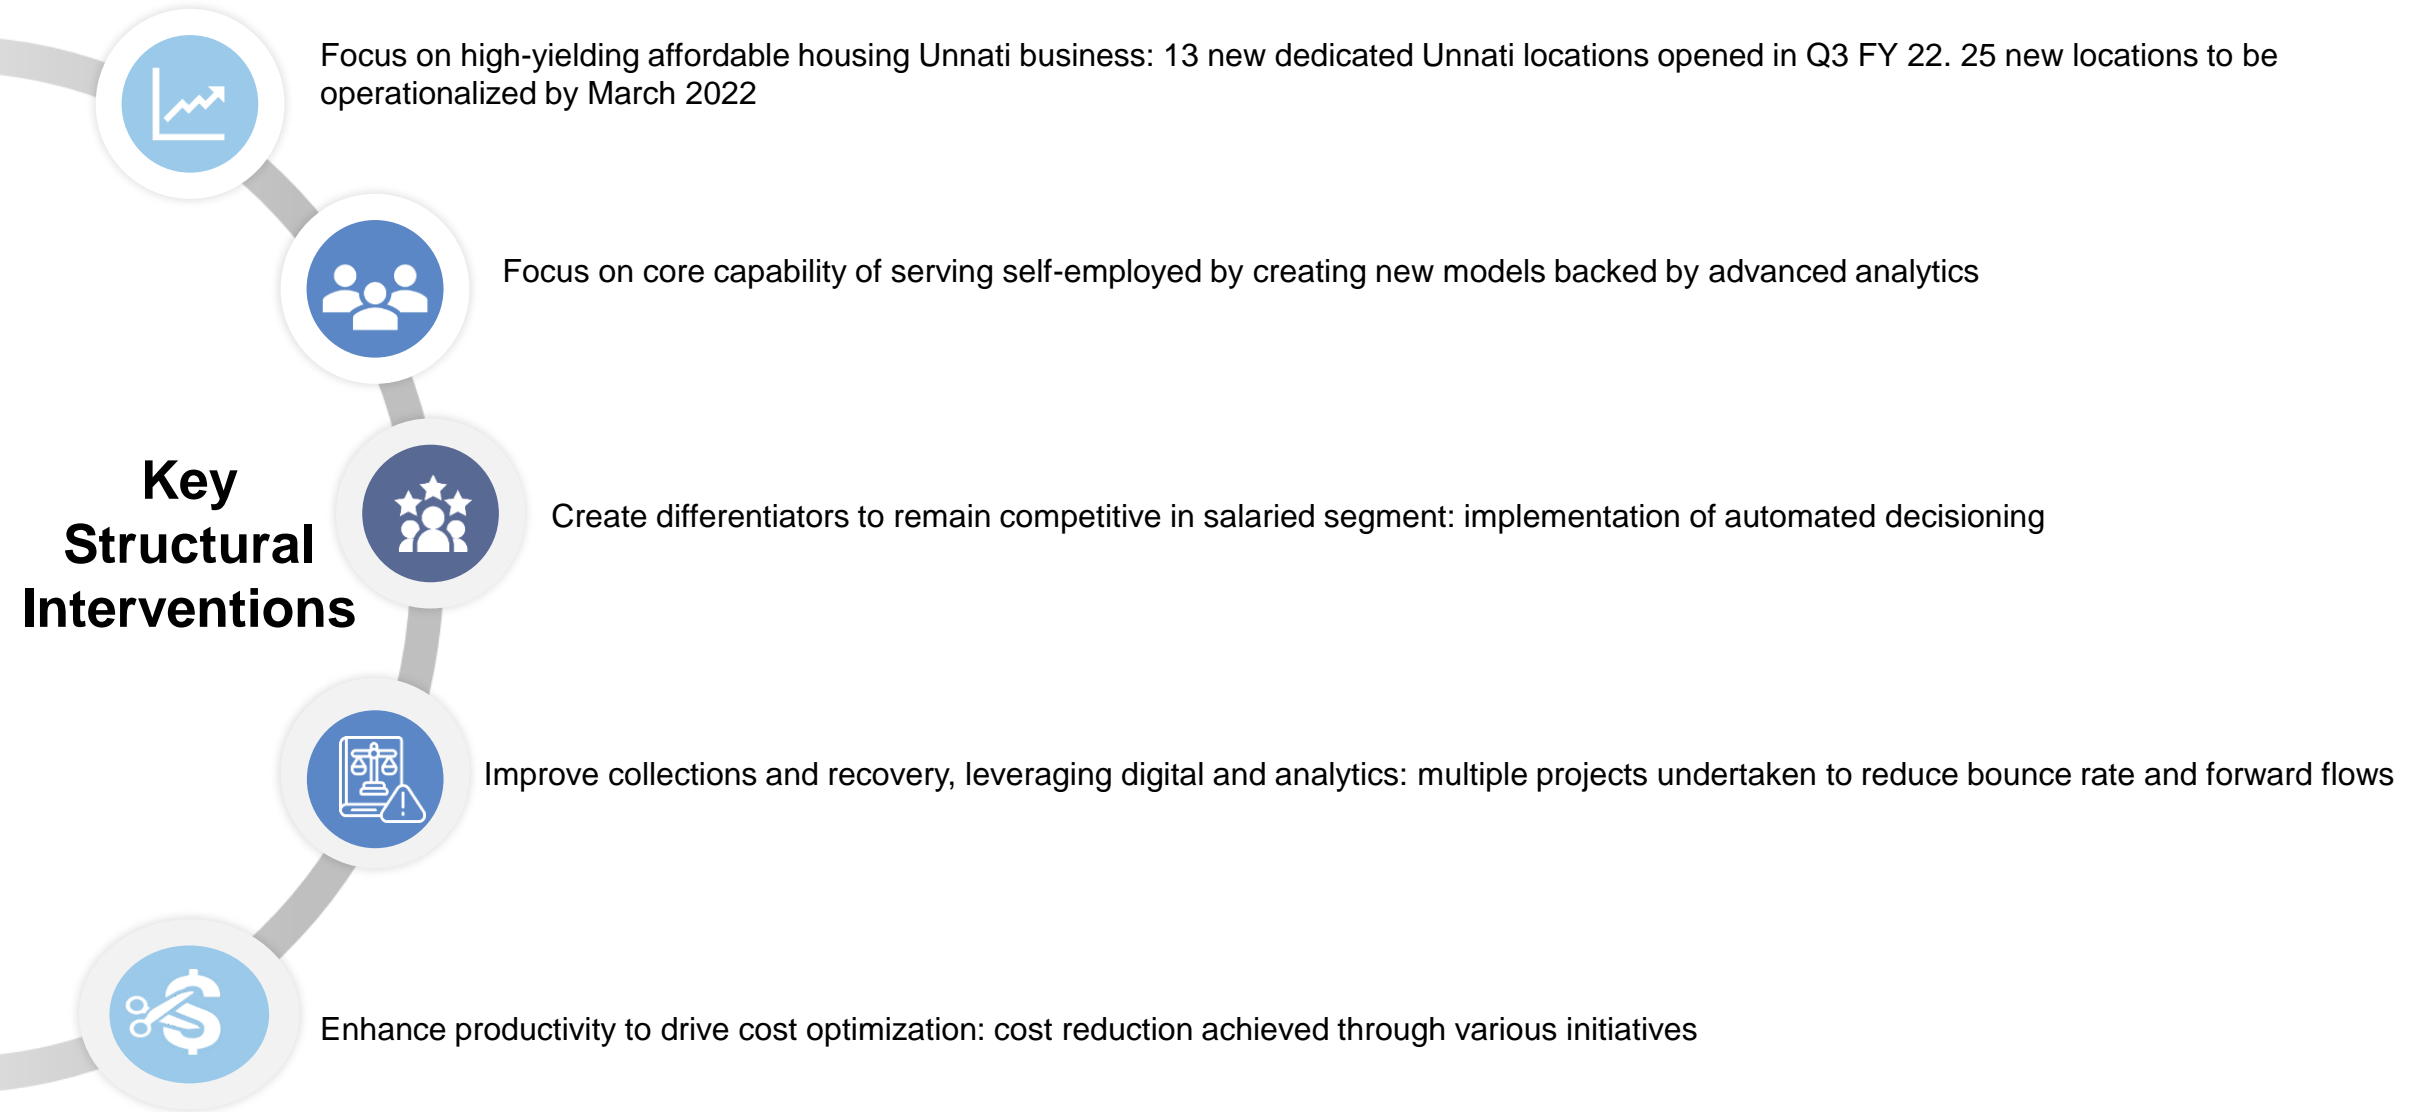 Focus on high-yielding affordable housing Unnati business: 13 new dedicated Unnati locations opened in Q3 FY 22. 25 new locations to be
operationalized by March 2022
Focus on core capability of serving self-employed by creating new models backed by advanced analytics
Key
Structural
Interventions
Create differentiators to remain competitive in salaried segment: implementation of automated decisioning
Improve collections and recovery, leveraging digital and analytics: multiple projects undertaken to reduce bounce rate and forward flows
Enhance productivity to drive cost optimization: cost reduction achieved through various initiatives